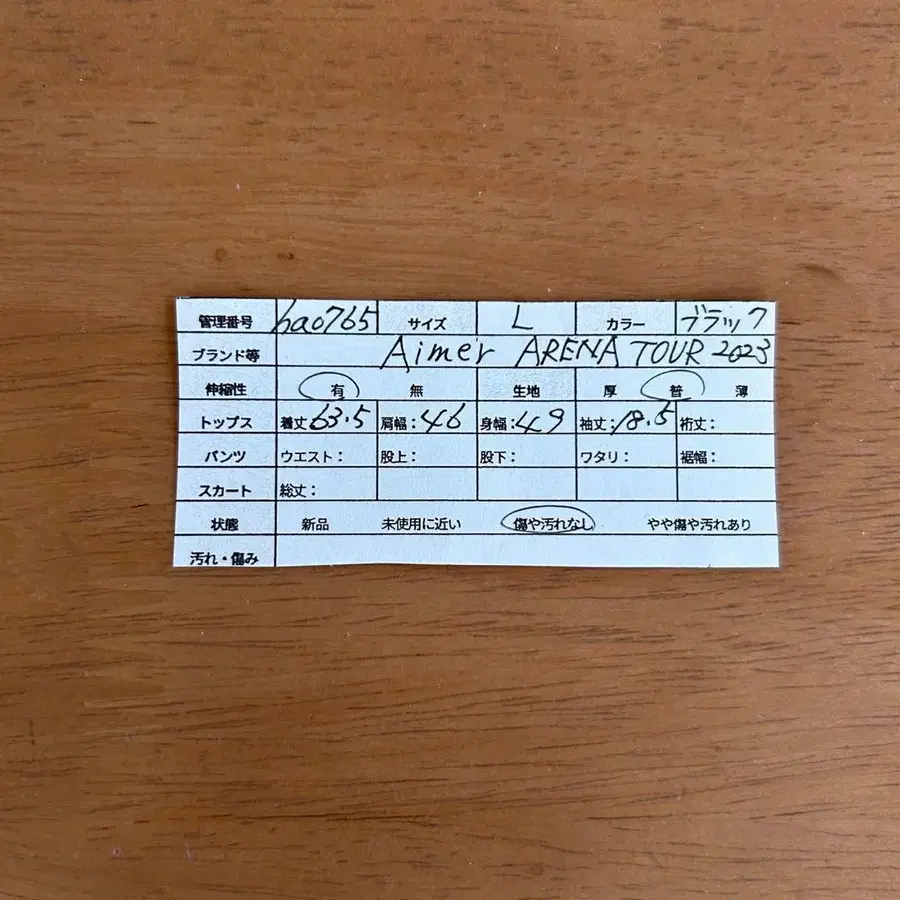 管理番号 hao765 サイズ L カラー ブラック
ブランド等 Aime'r ARENA TOUR 2023
伸縮性 有 無 生地 厚 普 薄
トップス 着丈63.5 肩幅:46 身幅:49 袖丈:18.5 裄丈:
パンツ ウエスト: 股上: 股下: ワタリ: 裾幅:
スカート 総丈:
状態 新品 未使用に近い 傷や汚れなし やや傷や汚れあり
汚れ・傷み